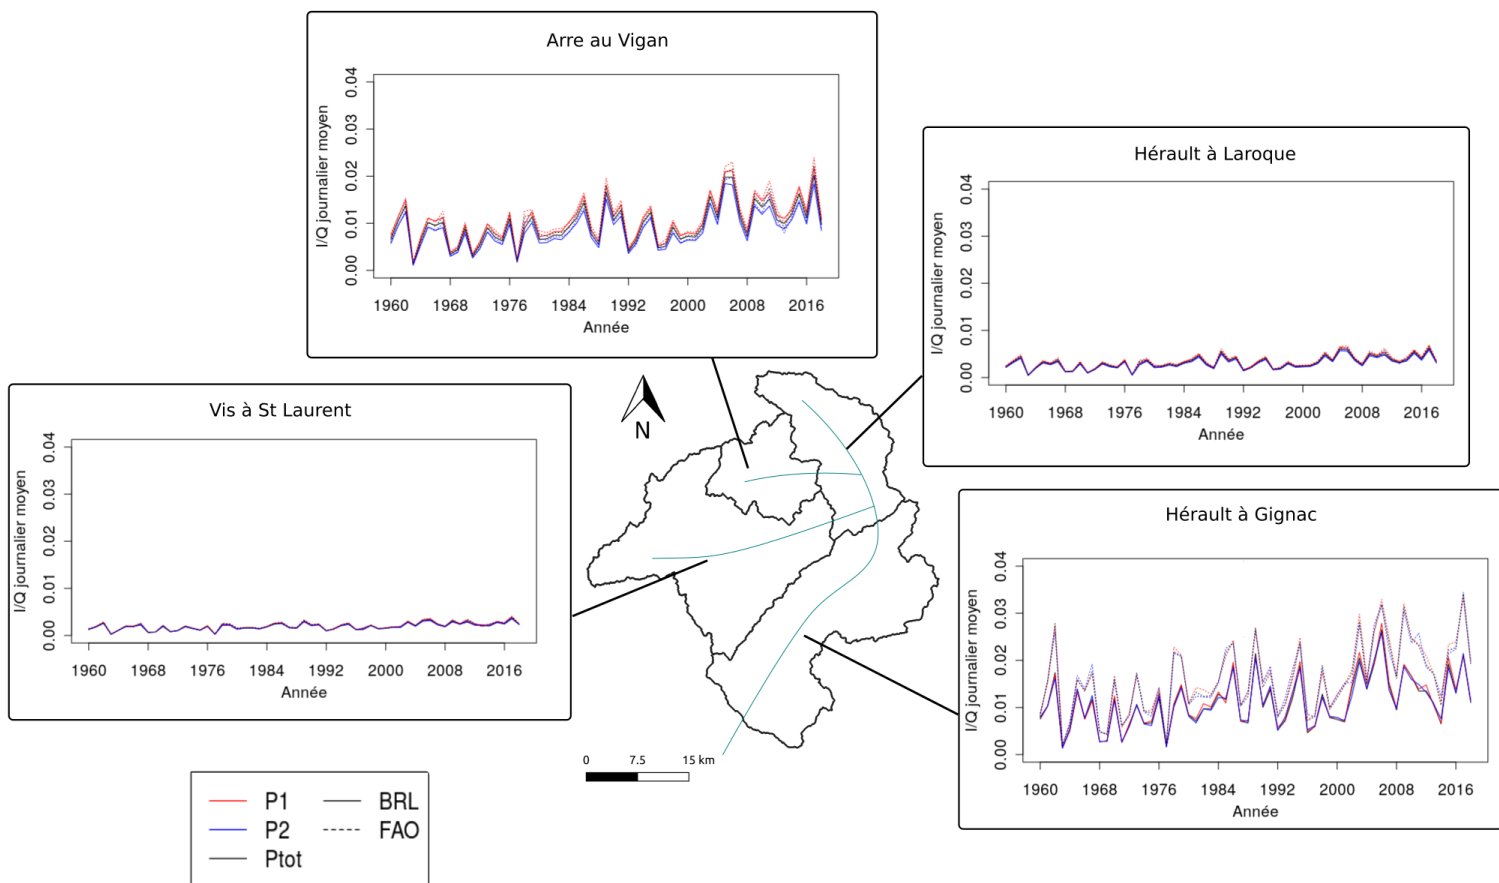 Arre au Vigan
I/Q journalier moyen
0.04
0.03
0.02
0.01
0.00
1960 1968 1976 1984 1992 2000 2008 2016
Année
Hérault à Laroque
I/Q journalier moyen
0.04
0.03
0.02
0.01
0.00
1960 1968 1976 1984 1992 2000 2008 2016
Année
Vis à St Laurent
I/Q journalier moyen
0.04
0.03
0.02
0.01
0.00
1960 1968 1976 1984 1992 2000 2008 2016
Année
N
Hérault à Gignac
I/Q journalier moyen
0.04
0.03
0.02
0.01
0.00
1960 1968 1976 1984 1992 2000 2008 2016
Année
0 7.5 15 km
P1 BRL
P2 FAO
Ptot